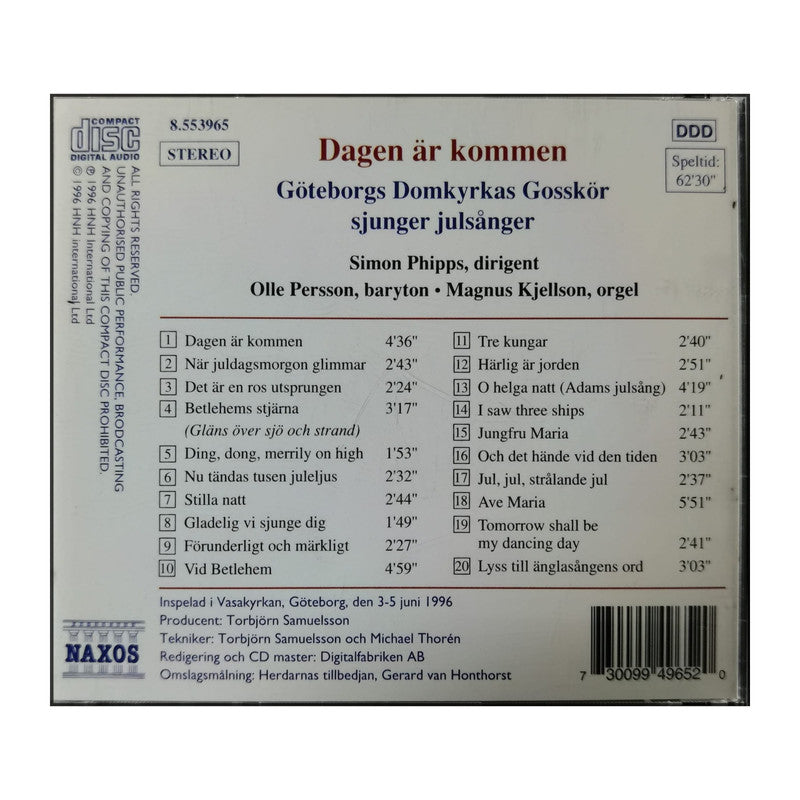 COMPACT
disc
DIGITAL AUDIO
8.553965
STEREO
DDD
Speltid:
62'30"
Dagen är kommen
Göteborgs Domkyrkas Gosskör
sjunger julsånger
Simon Phipps, dirigent
Olle Persson, baryton • Magnus Kjellson, orgel
ALL RIGHTS RESERVED.
UNAUTHORISED PUBLIC PERFORMANCE, BRODCASTING
AND COPYING OF THIS COMPACT DISC PROHIBITED.
℗ 1996 HNH International Ltd
© 1996 HNH International Ltd
1 Dagen är kommen 4'36"
2 När juldagsmorgon glimmar 2'43"
3 Det är en ros utsprungen 2'24"
4 Betlehems stjärna 3'17"
(Gläns över sjö och strand)
5 Ding, dong, merrily on high 1'53"
6 Nu tändas tusen juleljus 2'32"
7 Stilla natt 2'44"
8 Gladelig vi sjunge dig 1'49"
9 Förunderligt och märkligt 2'27"
10 Vid Betlehem 4'59"
11 Tre kungar 2'40"
12 Härlig är jorden 2'51"
13 O helga natt (Adams julsång) 4'19"
14 I saw three ships 2'11"
15 Jungfru Maria 2'43"
16 Och det hände vid den tiden 3'03"
17 Jul, jul, strålande jul 2'37"
18 Ave Maria 5'51"
19 Tomorrow shall be
my dancing day 2'41"
20 Lyss till änglasångens ord 3'03"
Inspelad i Vasakyrkan, Göteborg, den 3-5 juni 1996
Producent: Torbjörn Samuelsson
Tekniker: Torbjörn Samuelsson och Michael Thorén
Redigering och CD master: Digitalfabriken AB
Omslagsmålning: Herdarnas tillbedjan, Gerard van Honthorst
NAXOS
7 30099 49652 0